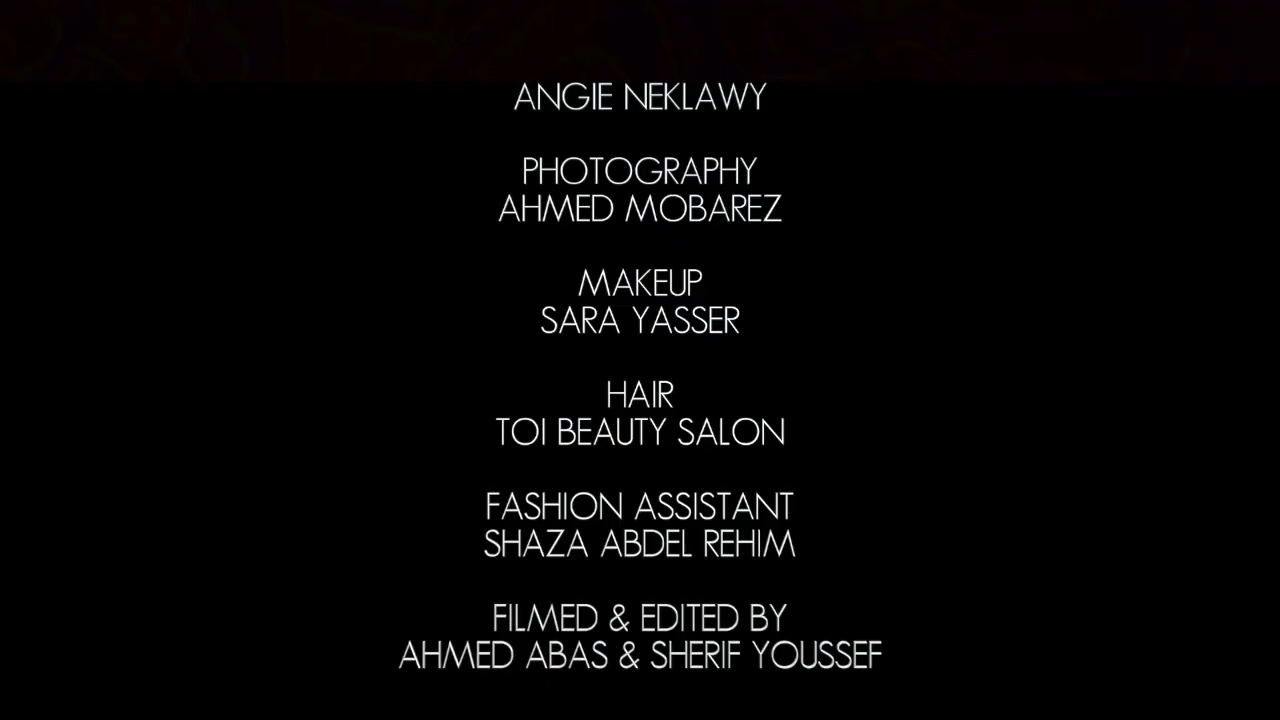 ANGIE NEKLAWY
PHOTOGRAPHY
AHMED MOBAREZ
MAKEUP
SARA YASSER
HAIR
TOI BEAUTY SALON
FASHION ASSISTANT
SHAZA ABDEL REHIM
FILMED & EDITED BY
AHMED ABAS & SHERIF YOUSSEF